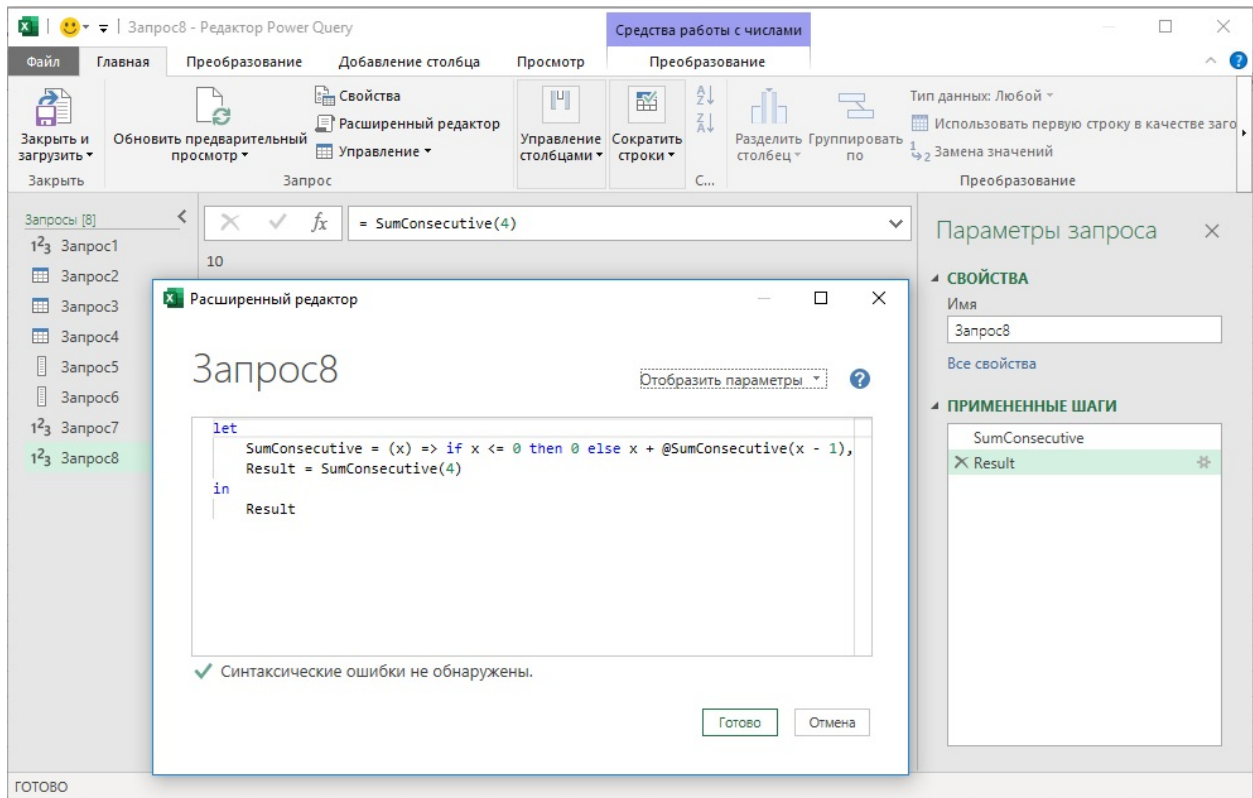 Запрос8 - Редактор Power Query
Средства работы с числами
Файл Главная Преобразование Добавление столбца Просмотр Преобразование
Закрыть и загрузить
Обновить предварительный просмотр
Свойства
Расширенный редактор
Управление
Управление столбцами
Сократить строки
Разделить столбец
Группировать по
Тип данных: Любой
Использовать первую строку в качестве заго
Замена значений
Закрыть
Запрос
С...
Преобразование
Запросы [8]
1²3 Запрос1
Запрос2
Запрос3
Запрос4
Запрос5
Запрос6
1²3 Запрос7
1²3 Запрос8
fx = SumConsecutive(4)
10
Расширенный редактор
Запрос8
Отобразить параметры
let
SumConsecutive = (x) => if x <= 0 then 0 else x + @SumConsecutive(x - 1),
Result = SumConsecutive(4)
in
Result
Синтаксические ошибки не обнаружены.
Готово Отмена
Параметры запроса
СВОЙСТВА
Имя
Запрос8
Все свойства
ПРИМЕНЕННЫЕ ШАГИ
SumConsecutive
Result
ГОТОВО